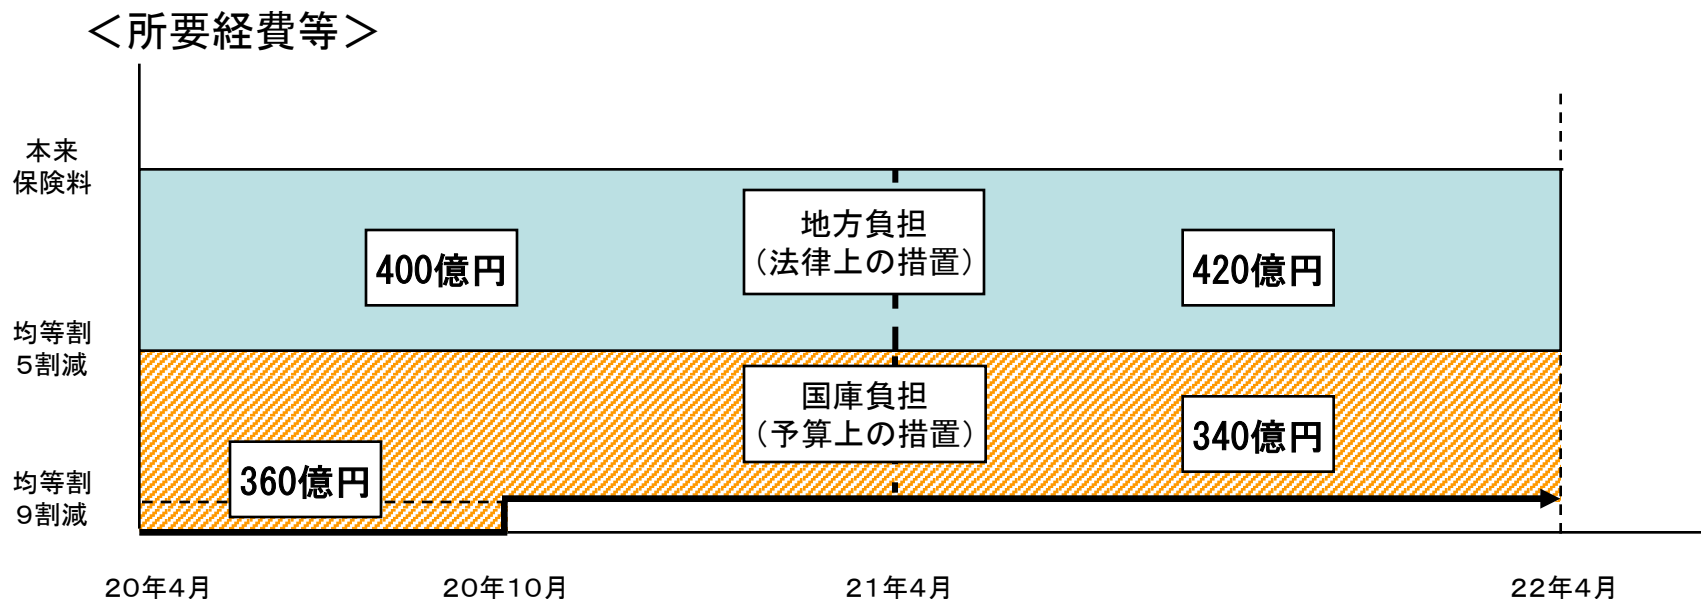 ＜所要経費等＞
本来
保険料
地方負担
（法律上の措置）
400億円
420億円
均等割
５割減
国庫負担
（予算上の措置）
340億円
360億円
均等割
９割減
２０年４月
２０年１０月
２１年４月
２２年４月